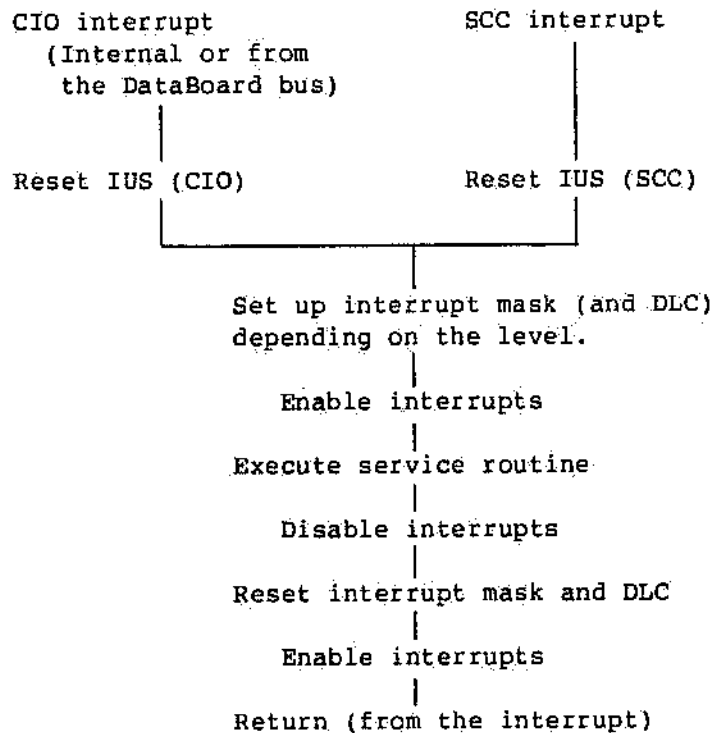 CIO interrupt
(Internal or from
the DataBoard bus)
SCC interrupt
Reset IUS (CIO)
Reset IUS (SCC)
Set up interrupt mask (and DLC)
depending on the level.
Enable interrupts
Execute service routine
Disable interrupts
Reset interrupt mask and DLC
Enable interrupts
Return (from the interrupt)